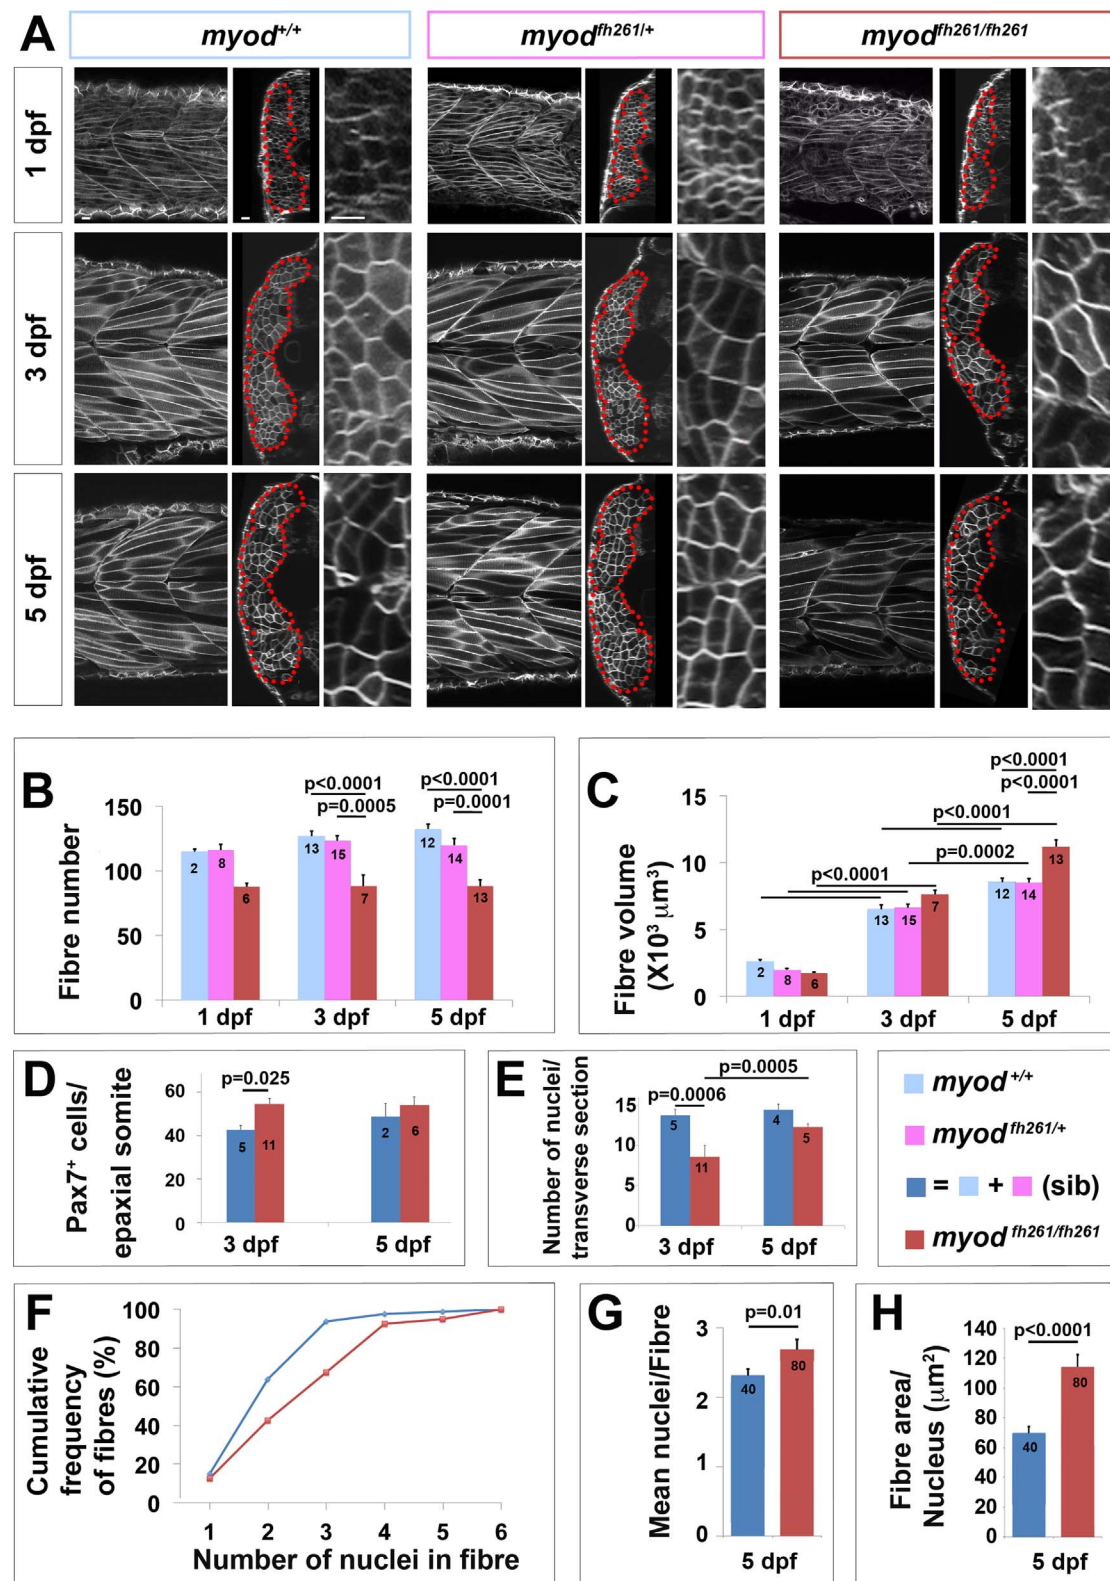 A
myod+/+
myodfh261/+
myodfh261/fh261
1 dpf
3 dpf
5 dpf
B
Fibre number
150
100
50
0
p<0.0001
p=0.0005
p<0.0001
p=0.0001
2
8
6
13
15
7
12
14
13
1 dpf
3 dpf
5 dpf
C
Fibre volume
(X10³ µm³)
15
10
5
0
p<0.0001
p<0.0001
p<0.0001
p=0.0002
p<0.0001
2
8
6
13
15
7
12
14
13
1 dpf
3 dpf
5 dpf
D
Pax7+ cells/
epaxial somite
60
40
20
0
p=0.025
5
11
2
6
3 dpf
5 dpf
E
Number of nuclei/
transverse section
15
10
5
0
p=0.0005
p=0.0006
5
11
4
5
3 dpf
5 dpf
myod+/+
myodfh261/+
= + (sib)
myodfh261/fh261
F
Cumulative
frequency
of fibres (%)
100
80
60
40
20
0
1 2 3 4 5 6
Number of nuclei in fibre
G
Mean nuclei/Fibre
3
2
1
0
p=0.01
40
80
5 dpf
H
Fibre area/
Nucleus (µm²)
140
120
100
80
60
40
20
0
p<0.0001
40
80
5 dpf